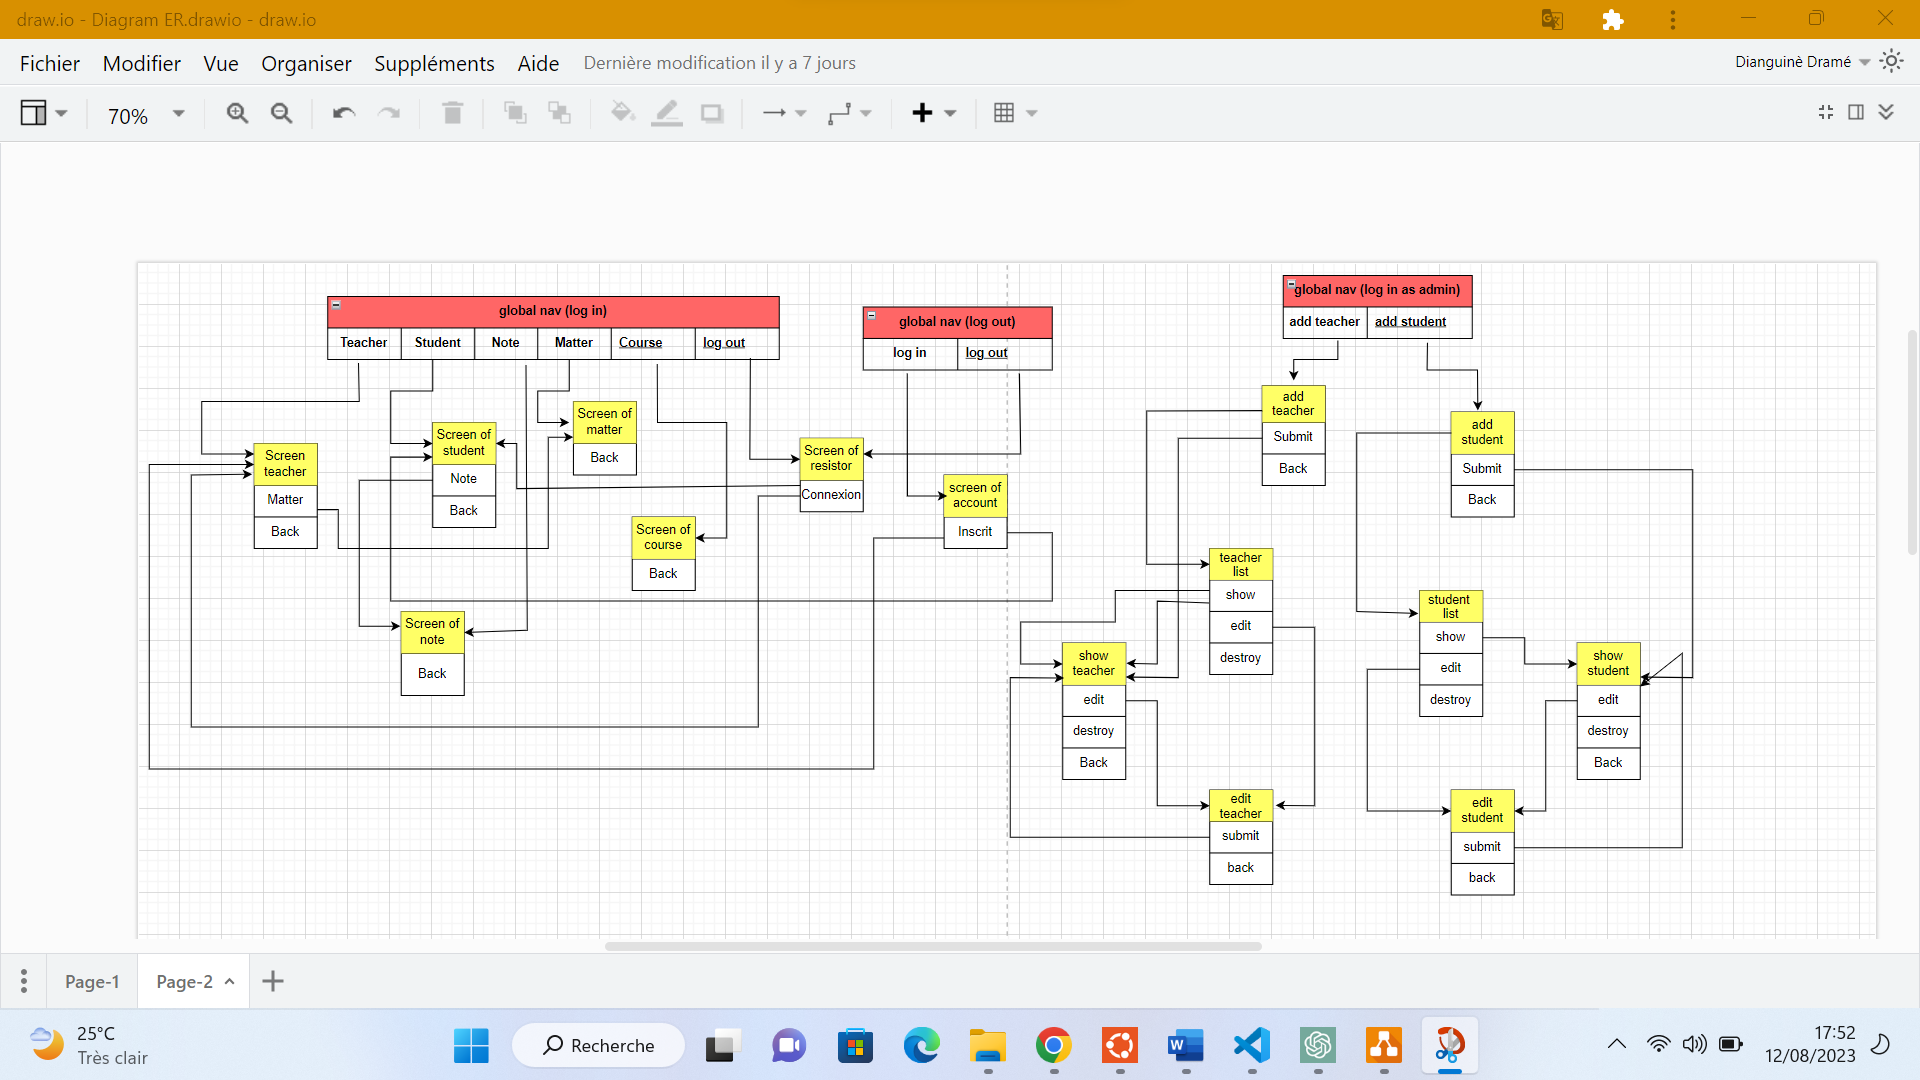 draw.io - Diagram ER.drawio - draw.io
Fichier Modifier Vue Organiser Suppléments Aide Dernière modification il y a 7 jours
Dianguinè Dramé
70%
global nav (log in)
Teacher Student Note Matter Course log out
global nav (log out)
log in log out
global nav (log in as admin)
add teacher add student
Screen
teacher
Matter
Back
Screen of
student
Note
Back
Screen of
matter
Back
Screen of
course
Back
Screen of
note
Back
Screen of
resistor
Connexion
screen of
account
Inscrit
add
teacher
Submit
Back
add
student
Submit
Back
teacher
list
show
edit
destroy
student
list
show
edit
destroy
show
teacher
edit
destroy
Back
show
student
edit
destroy
Back
edit
teacher
submit
back
edit
student
submit
back
Page-1 Page-2
25°C
Très clair
Recherche
17:52
12/08/2023